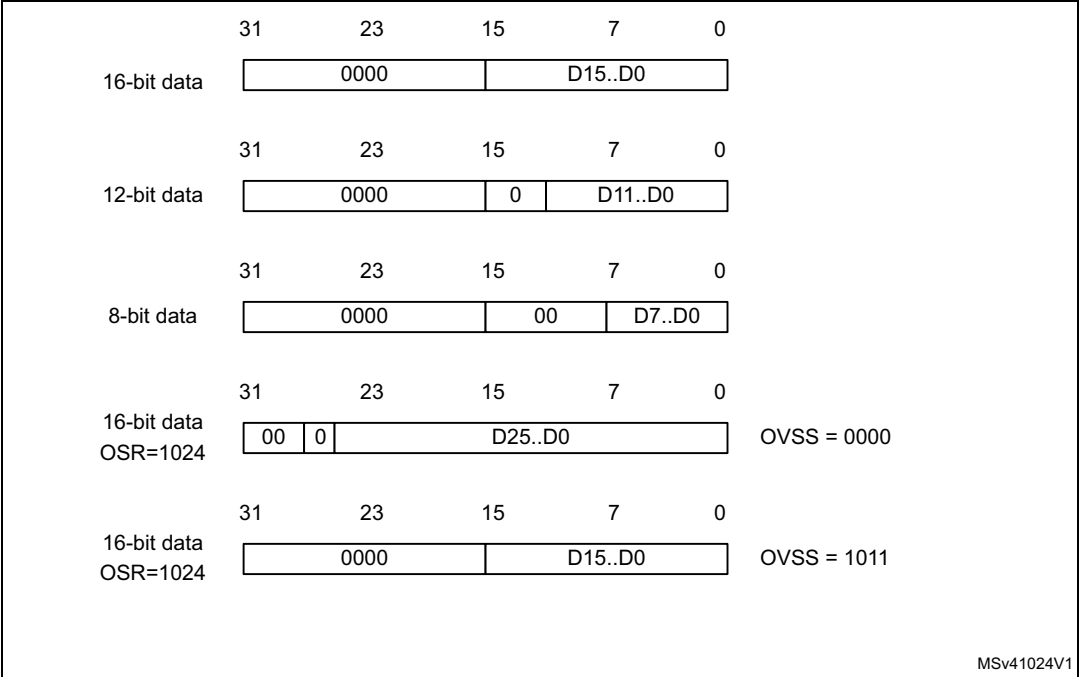 31 23 15 7 0
16-bit data 0000 D15..D0
31 23 15 7 0
12-bit data 0000 0 D11..D0
31 23 15 7 0
8-bit data 0000 00 D7..D0
31 23 15 7 0
16-bit data
OSR=1024 00 0 D25..D0 OVSS = 0000
31 23 15 7 0
16-bit data
OSR=1024 0000 D15..D0 OVSS = 1011
MSv41024V1